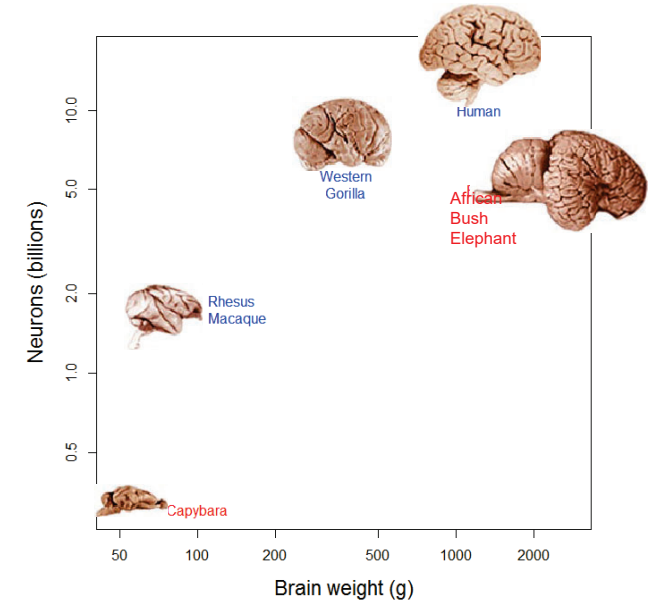 Human
10.0
Western
Gorilla
5.0
African
Bush
Elephant
Neurons (billions)
2.0
Rhesus
Macaque
1.0
0.5
Capybara
50 100 200 500 1000 2000
Brain weight (g)